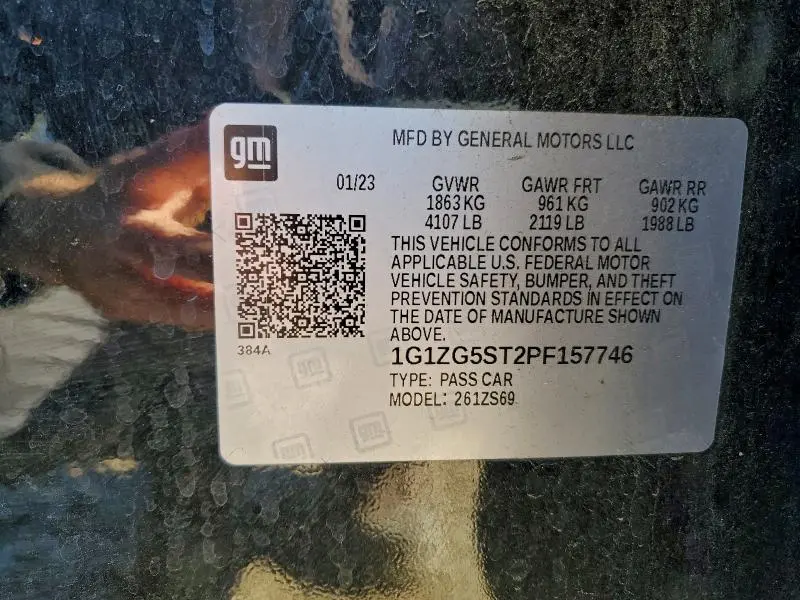 gm
MFD BY GENERAL MOTORS LLC
01/23
GVWR GAWR FRT GAWR RR
1863 KG 961 KG 902 KG
4107 LB 2119 LB 1988 LB
THIS VEHICLE CONFORMS TO ALL
APPLICABLE U.S. FEDERAL MOTOR
VEHICLE SAFETY, BUMPER, AND THEFT
PREVENTION STANDARDS IN EFFECT ON
THE DATE OF MANUFACTURE SHOWN
ABOVE.
384A
1G1ZG5ST2PF157746
TYPE: PASS CAR
MODEL: 261ZS69